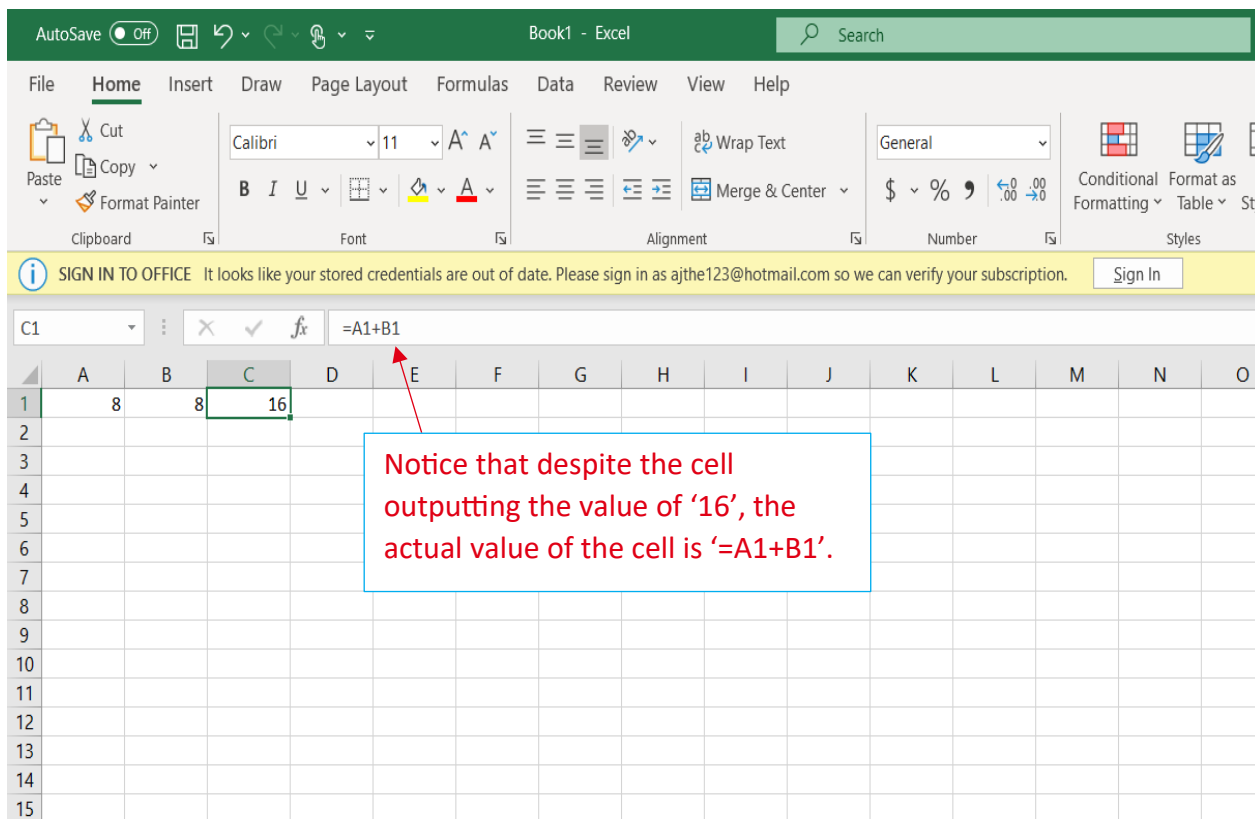 AutoSave Off Book1 - Excel Search
File Home Insert Draw Page Layout Formulas Data Review View Help
Paste
Cut
Copy
Format Painter
Clipboard
Calibri 11 A^ A˅
B I U A
Font
ab Wrap Text
Merge & Center
Alignment
General
$ % , .00 .00
Number
Conditional Formatting
Format as Table
Styles
SIGN IN TO OFFICE It looks like your stored credentials are out of date. Please sign in as ajthe123@hotmail.com so we can verify your subscription. Sign In
C1 fx =A1+B1
A B C D E F G H I J K L M N O
1 8 8 16
2
3
4
5
6
7
8
9
10
11
12
13
14
15
Notice that despite the cell
outputting the value of ‘16’, the
actual value of the cell is ‘=A1+B1’.